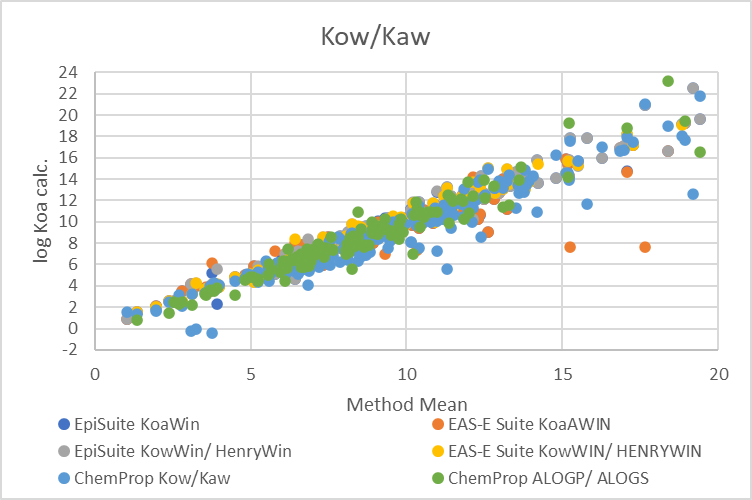 Kow/Kaw
log Koa calc.
24
22
20
18
16
14
12
10
8
6
4
2
0
-2
0 5 10 15 20
Method Mean
EpiSuite KoaWin EAS-E Suite KoaAWIN
EpiSuite KowWin/ HenryWin EAS-E Suite KowWIN/ HENRYWIN
ChemProp Kow/Kaw ChemProp ALOGP/ ALOGS